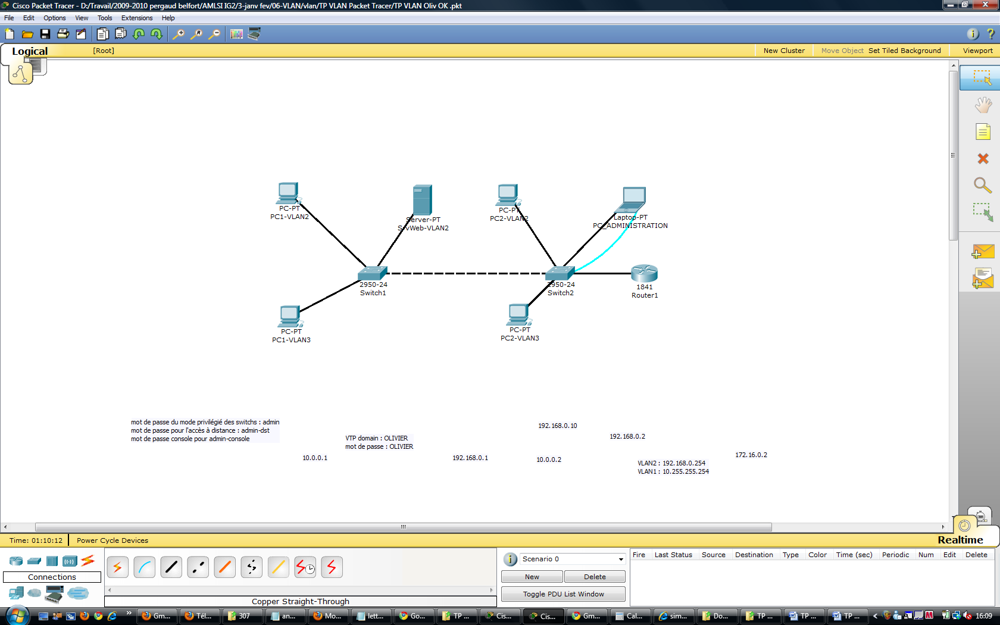 Cisco Packet Tracer - D:/Travail/2009-2010 pergaud belfort/AMLSI IG2/3-janv fev/06-VLAN/vlan/TP VLAN Packet Tracer/TP VLAN Oliv OK .pkt
File Edit Options View Tools Extensions Help
Logical [Root] New Cluster Move Object Set Tiled Background Viewport
PC-PT
PC1-VLAN2
Server-PT
SrvWeb-VLAN2
PC-PT
PC2-VLAN2
Laptop-PT
PC_ADMINISTRATION
2950-24
Switch1
2950-24
Switch2
1841
Router1
PC-PT
PC1-VLAN3
PC-PT
PC2-VLAN3
mot de passe du mode privilégié des switchs : admin
mot de passe pour l'accès à distance : admin-dst
mot de passe console pour admin-console
VTP domain : OLIVIER
mot de passe : OLIVIER
192.168.0.10
192.168.0.2
10.0.0.1
192.168.0.1
10.0.0.2
172.16.0.2
VLAN2 : 192.168.0.254
VLAN1 : 10.255.255.254
Time: 01:10:12 Power Cycle Devices
Realtime
Connections
Copper Straight-Through
Scenario 0
New Delete
Toggle PDU List Window
Fire Last Status Source Destination Type Color Time (sec) Periodic Num Edit Delete
Gm... Tél... 307 an... Mo... lett... Go... TP ... Cis... Cis... Gm... Cal... sim... Do... TP ... TP ... TP ... 16:09